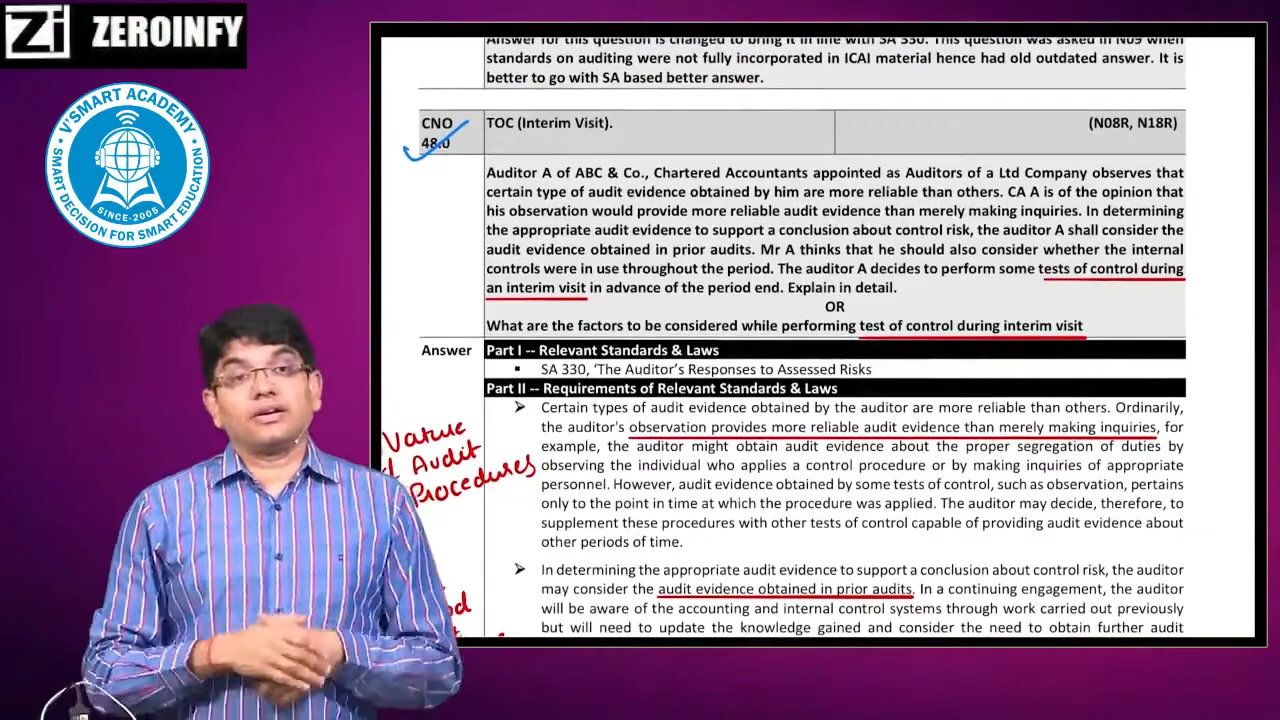 Zi ZEROINFY
V'SMART ACADEMY
SINCE-2005
SMART DECISION FOR SMART EDUCATION
Answer for this question is changed to bring it in line with SA 330. This question was asked in N09 when
standards on auditing were not fully incorporated in ICAI material hence had old outdated answer. It is
better to go with SA based better answer.
CNO TOC (Interim Visit). (N08R, N18R)
48.0
Auditor A of ABC & Co., Chartered Accountants appointed as Auditors of a Ltd Company observes that
certain type of audit evidence obtained by him are more reliable than others. CA A is of the opinion that
his observation would provide more reliable audit evidence than merely making inquiries. In determining
the appropriate audit evidence to support a conclusion about control risk, the auditor A shall consider the
audit evidence obtained in prior audits. Mr A thinks that he should also consider whether the internal
controls were in use throughout the period. The auditor A decides to perform some tests of control during
an interim visit in advance of the period end. Explain in detail.
OR
What are the factors to be considered while performing test of control during interim visit
Answer Part I -- Relevant Standards & Laws
▪ SA 330, ‘The Auditor’s Responses to Assessed Risks
Part II -- Requirements of Relevant Standards & Laws
➢ Certain types of audit evidence obtained by the auditor are more reliable than others. Ordinarily,
the auditor's observation provides more reliable audit evidence than merely making inquiries, for
example, the auditor might obtain audit evidence about the proper segregation of duties by
observing the individual who applies a control procedure or by making inquiries of appropriate
personnel. However, audit evidence obtained by some tests of control, such as observation, pertains
only to the point in time at which the procedure was applied. The auditor may decide, therefore, to
supplement these procedures with other tests of control capable of providing audit evidence about
other periods of time.
Audit
Procedures
➢ In determining the appropriate audit evidence to support a conclusion about control risk, the auditor
may consider the audit evidence obtained in prior audits. In a continuing engagement, the auditor
will be aware of the accounting and internal control systems through work carried out previously
but will need to update the knowledge gained and consider the need to obtain further audit